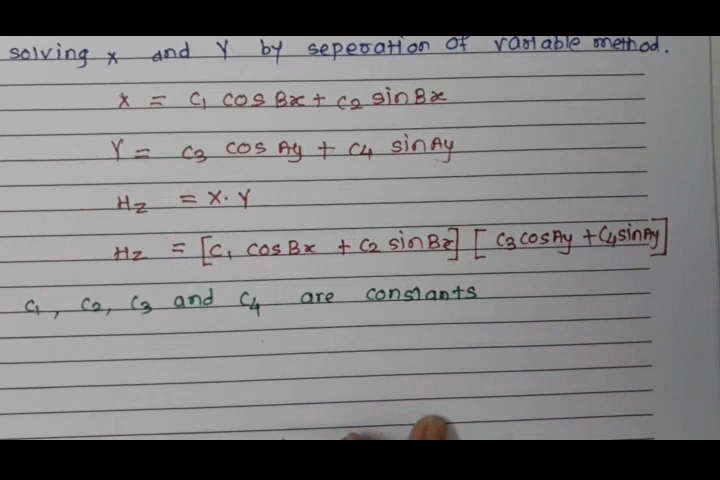 solving x and Y by seperation of variable method.
X = C1 cos Bx + C2 sin Bx
Y = C3 cos Ay + C4 sin Ay
Hz = X. Y
Hz = [C1 cos Bx + C2 sin Bx] [C3 cos Ay + C4 sin Ay]
C1, C2, C3 and C4 are constants